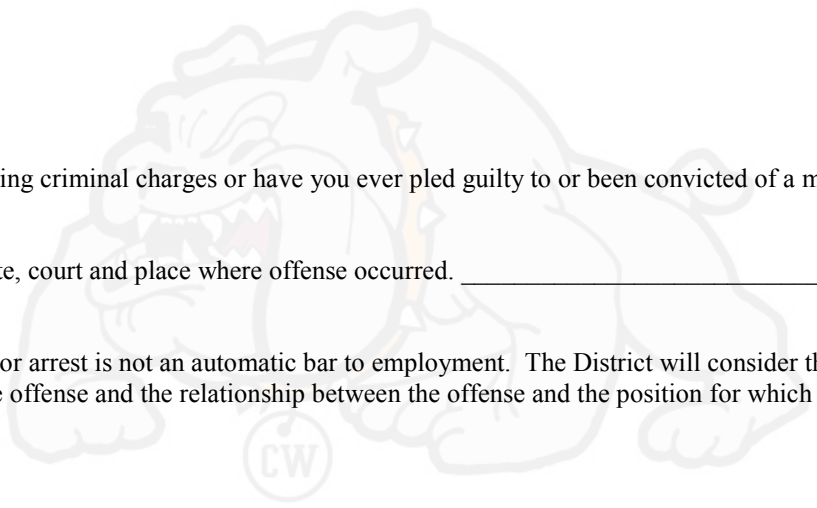 ing criminal charges or have you ever pled guilty to or been convicted of a m
te, court and place where offense occurred. ___________________________
or arrest is not an automatic bar to employment.  The District will consider th
e offense and the relationship between the offense and the position for which
CW